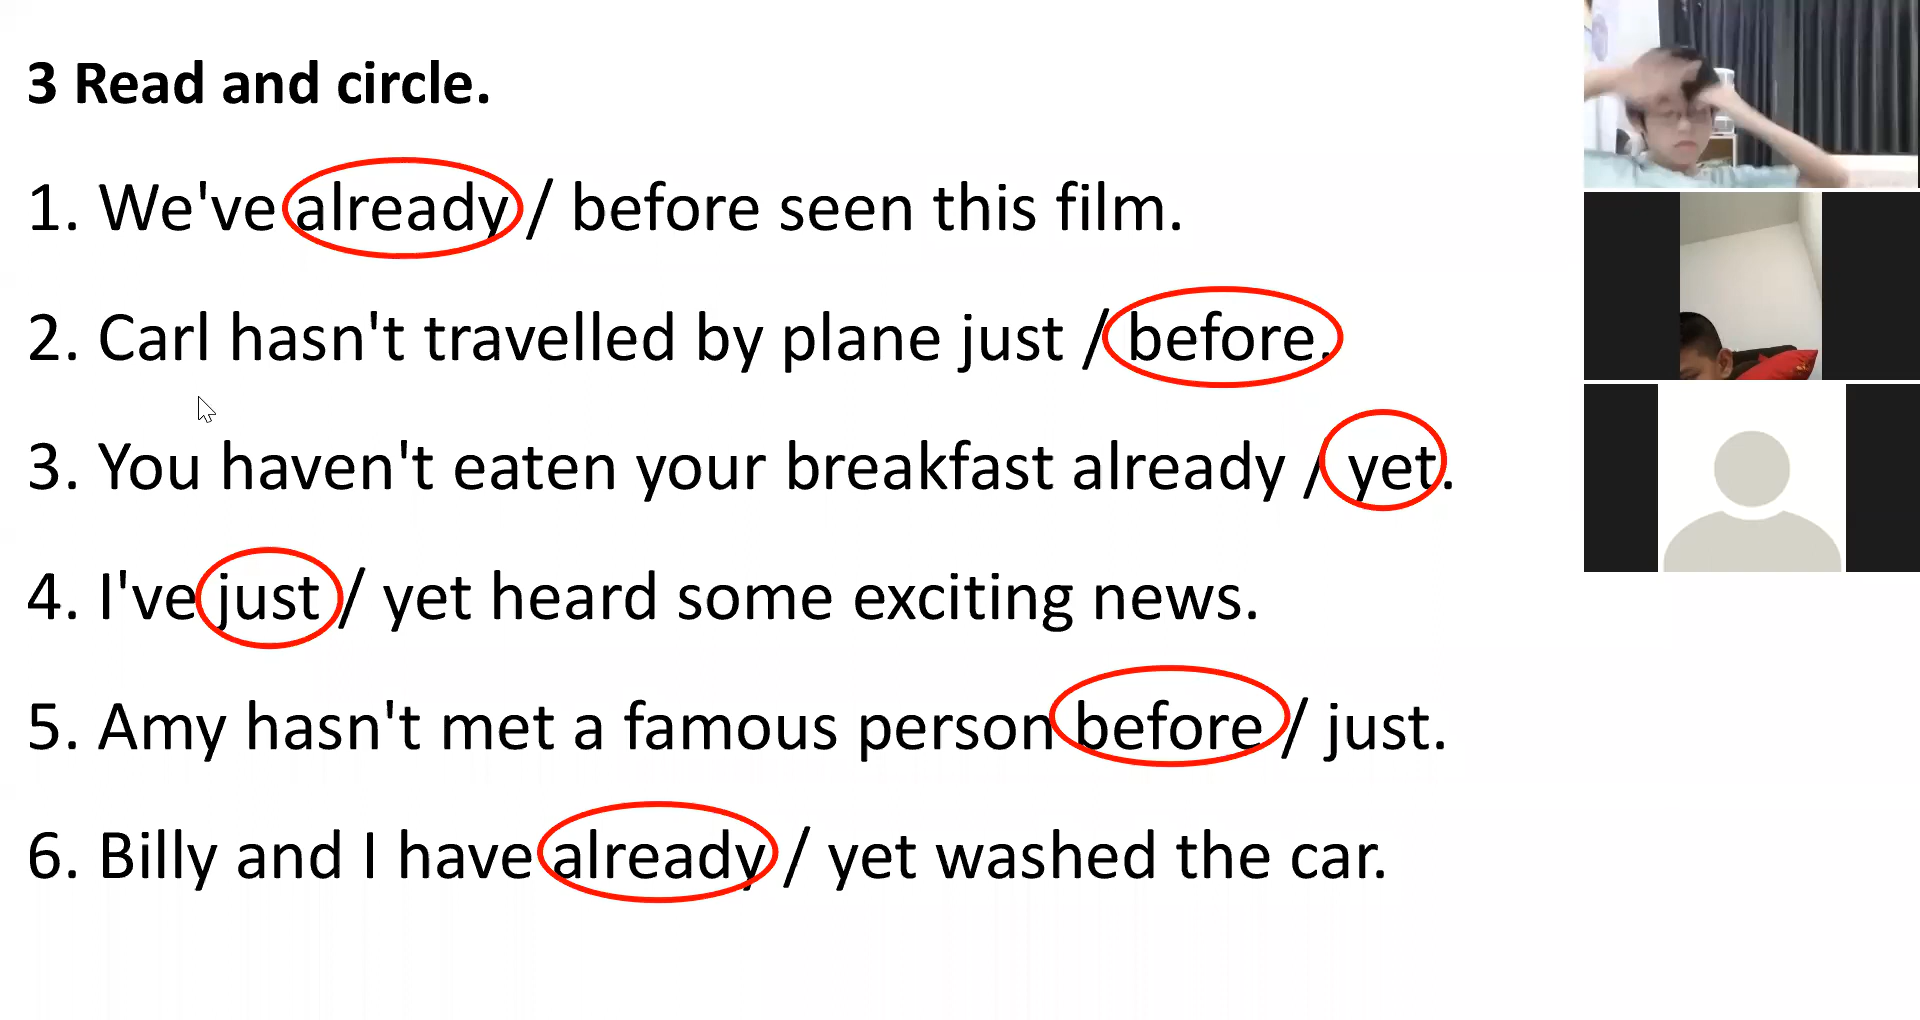 3 Read and circle.
1. We've already / before seen this film.
2. Carl hasn't travelled by plane just / before.
3. You haven't eaten your breakfast already / yet.
4. I've just / yet heard some exciting news.
5. Amy hasn't met a famous person before / just.
6. Billy and I have already / yet washed the car.